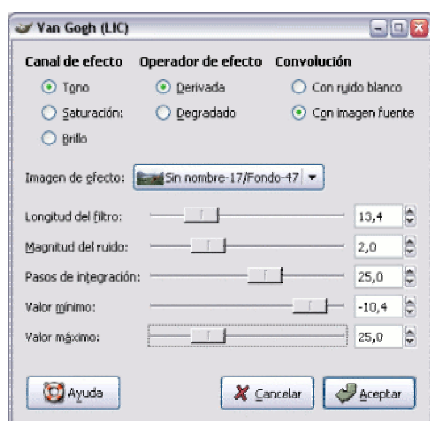 Van Gogh (LIC)
Canal de efecto Operador de efecto Convolución
Tono Derivada Con ruido blanco
Saturación: Degradado Con imagen fuente
Brillo
Imagen de efecto: Sin nombre-17/Fondo-47
Longitud del filtro: 13,4
Magnitud del ruido: 2,0
Pasos de integración: 25,0
Valor mínimo: -10,4
Valor máximo: 25,0
Ayuda Cancelar Aceptar